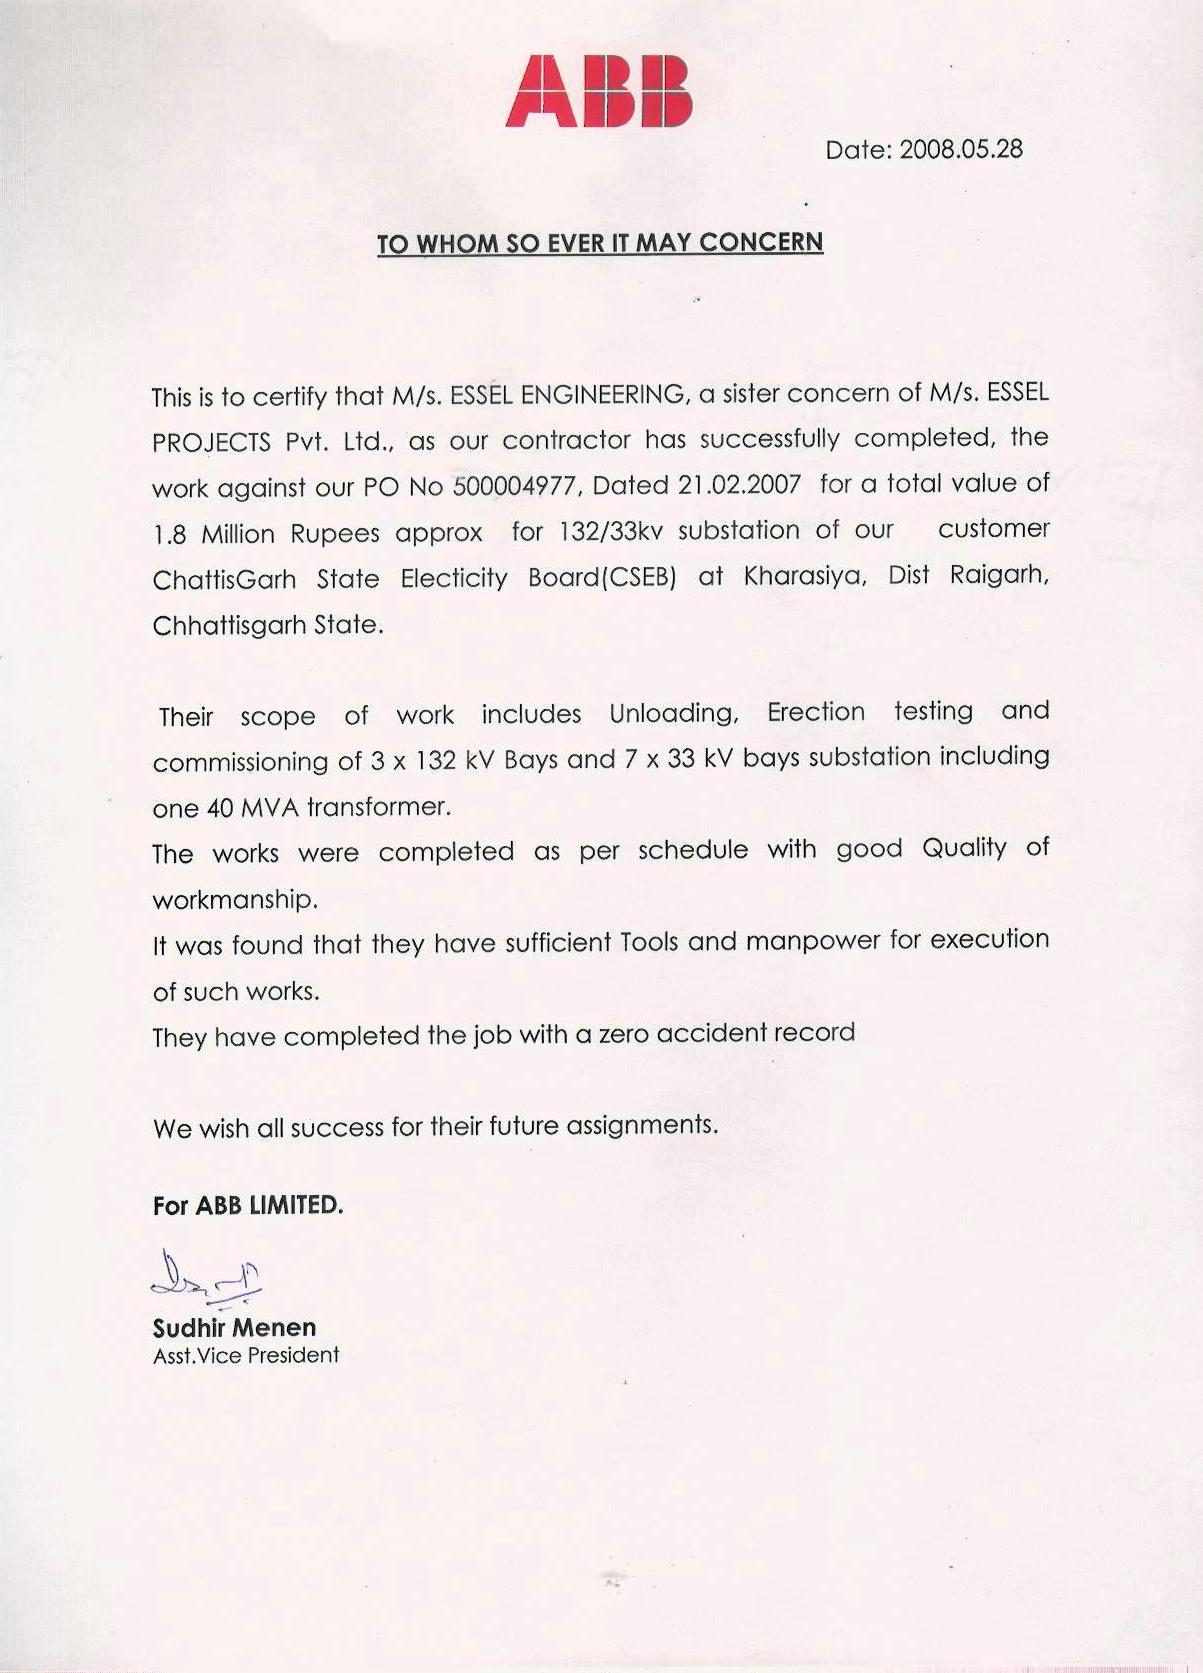 ABB
Date: 2008.05.28
TO WHOM SO EVER IT MAY CONCERN
This is to certify that M/s. ESSEL ENGINEERING, a sister concern of M/s. ESSEL
PROJECTS Pvt. Ltd., as our contractor has successfully completed, the
work against our PO No 500004977, Dated 21.02.2007 for a total value of
1.8 Million Rupees approx for 132/33kv substation of our customer
ChattisGarh State Electicity Board(CSEB) at Kharasiya, Dist Raigarh,
Chhattisgarh State.
Their scope of work includes Unloading, Erection testing and
commissioning of 3 x 132 kV Bays and 7 x 33 kV bays substation including
one 40 MVA transformer.
The works were completed as per schedule with good Quality of
workmanship.
It was found that they have sufficient Tools and manpower for execution
of such works.
They have completed the job with a zero accident record
We wish all success for their future assignments.
For ABB LIMITED.
Sudhir Menen
Asst.Vice President